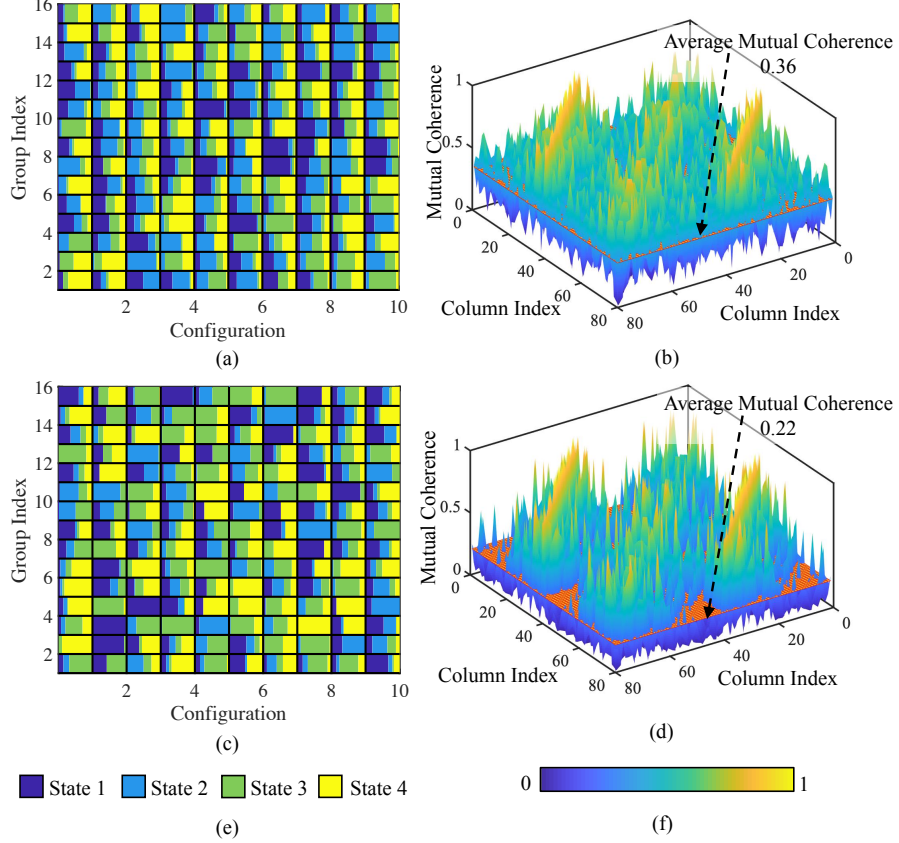 16
14
12
10
8
6
4
2
Group Index
2 4 6 8 10
Configuration
(a)
Average Mutual Coherence
0.36
1
0.5
0
Mutual Coherence
0
20
40
60
80
Column Index
80
60
40
20
0
Column Index
(b)
16
14
12
10
8
6
4
2
Group Index
2 4 6 8 10
Configuration
(c)
Average Mutual Coherence
0.22
1
0.5
0
Mutual Coherence
0
20
40
60
80
Column Index
80
60
40
20
0
Column Index
(d)
State 1 State 2 State 3 State 4
(e)
0 1
(f)